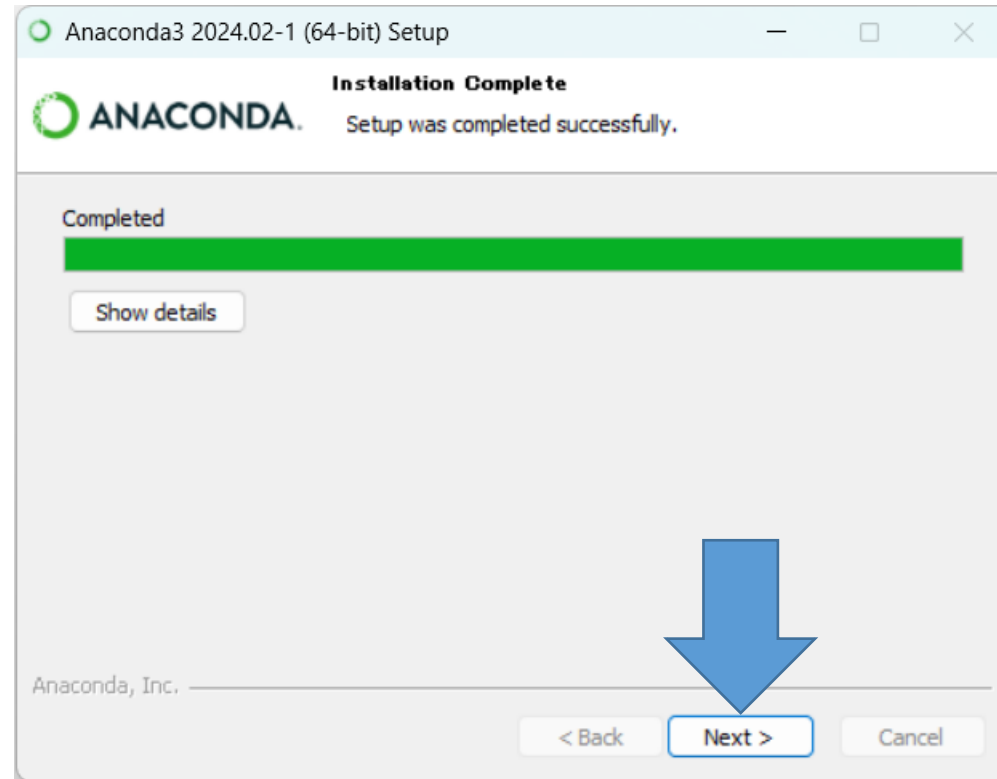 Anaconda3 2024.02-1 (64-bit) Setup
ANACONDA.
Installation Complete
Setup was completed successfully.
Completed
Show details
Anaconda, Inc.
< Back
Next >
Cancel